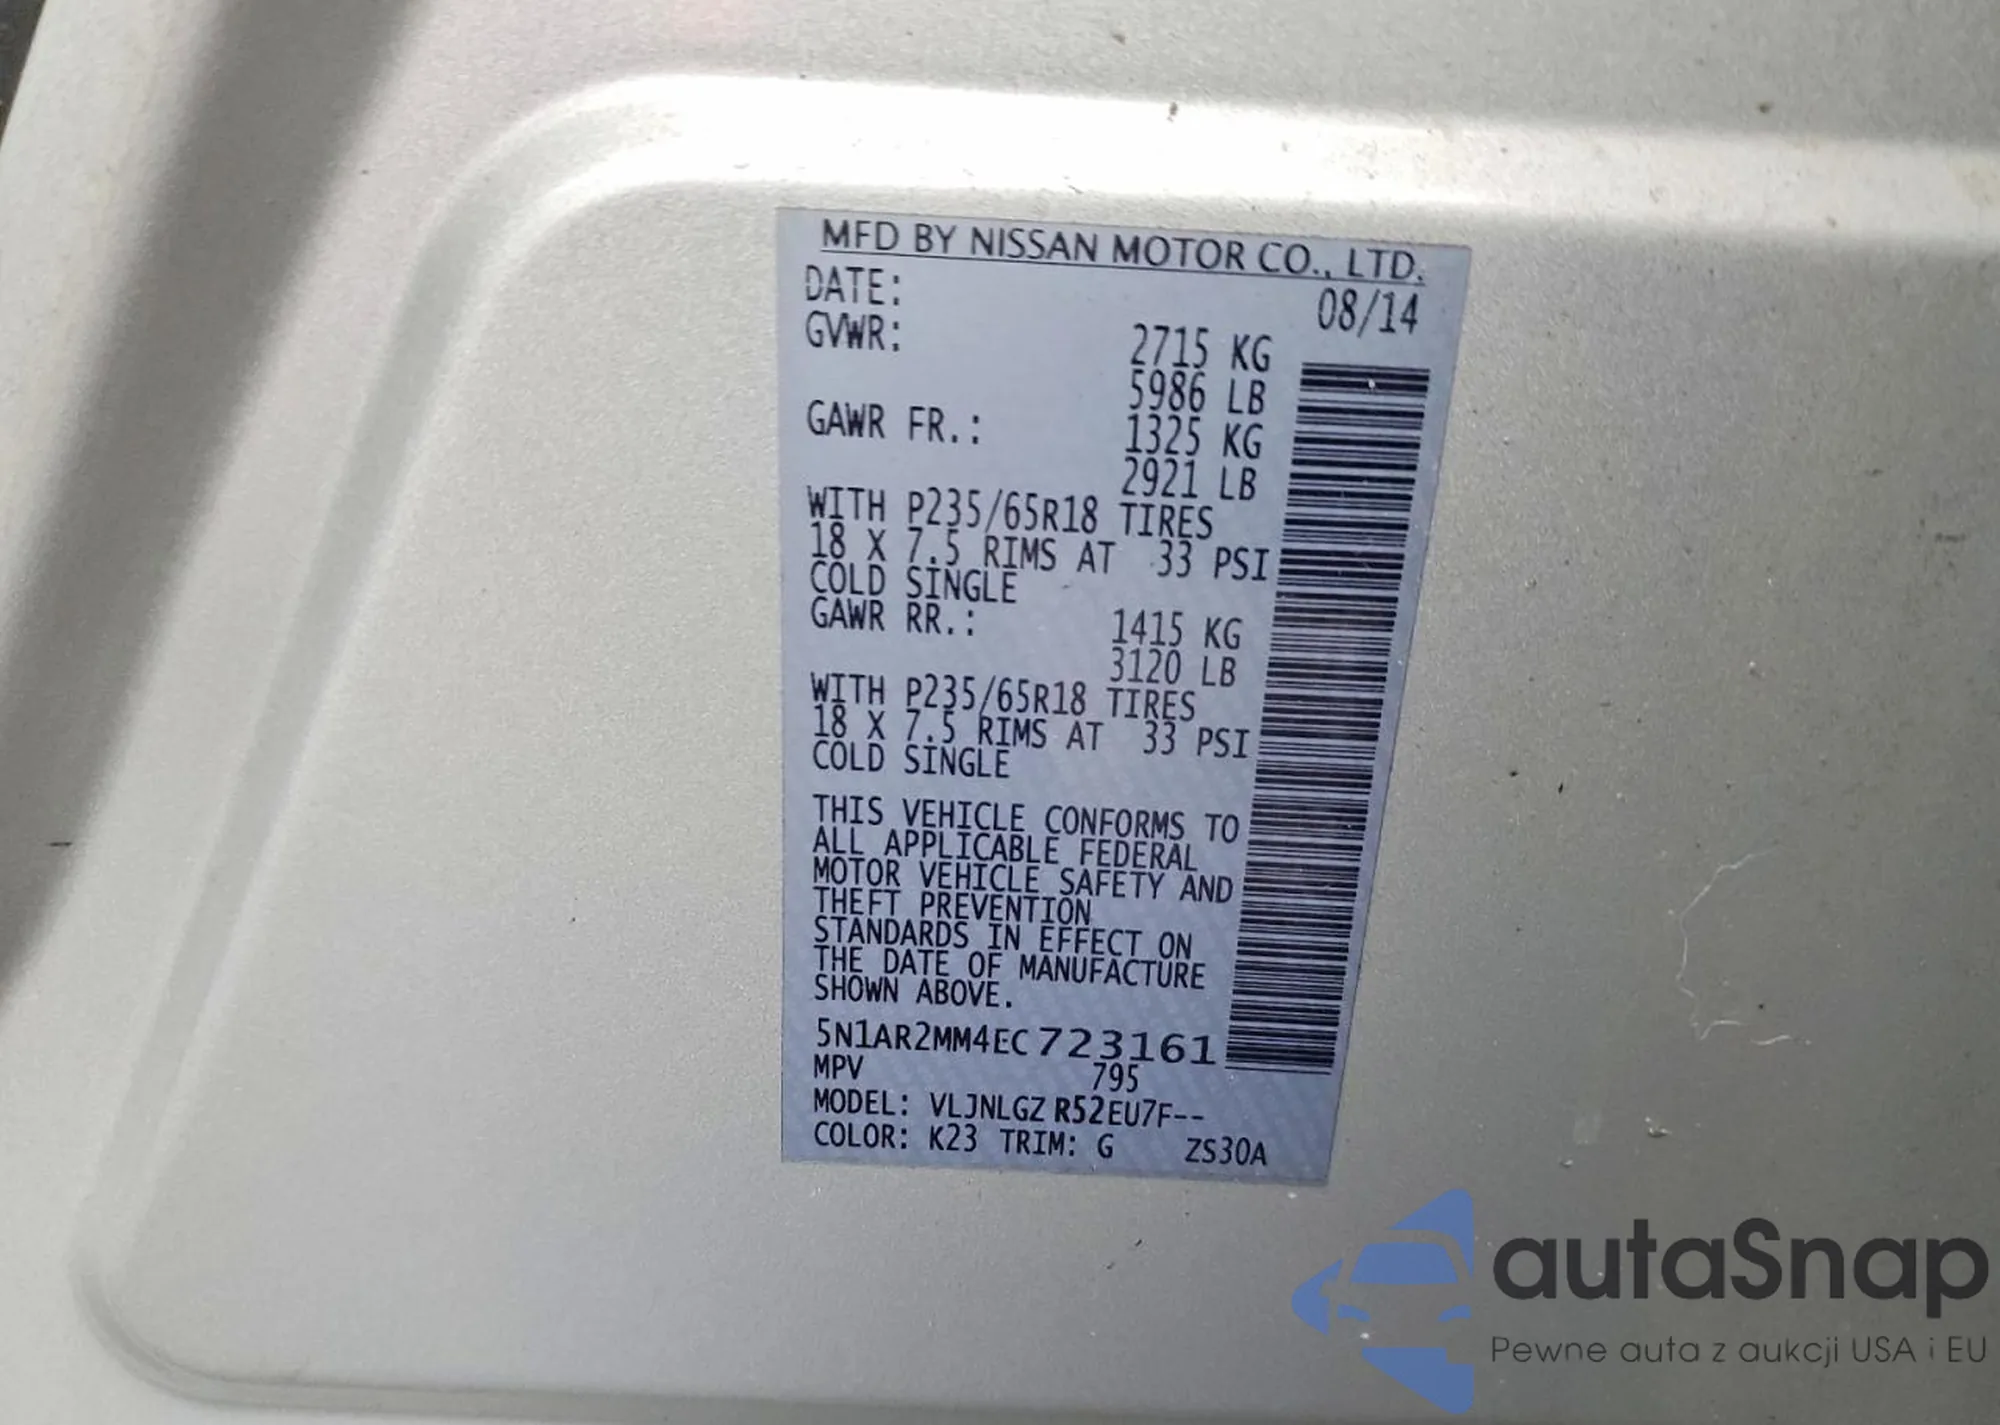 MFD BY NISSAN MOTOR CO., LTD.
DATE: 08/14
GVWR: 2715 KG
5986 LB
GAWR FR.: 1325 KG
2921 LB
WITH P235/65R18 TIRES
18 X 7.5 RIMS AT 33 PSI
COLD SINGLE
GAWR RR.: 1415 KG
3120 LB
WITH P235/65R18 TIRES
18 X 7.5 RIMS AT 33 PSI
COLD SINGLE
THIS VEHICLE CONFORMS TO
ALL APPLICABLE FEDERAL
MOTOR VEHICLE SAFETY AND
THEFT PREVENTION
STANDARDS IN EFFECT ON
THE DATE OF MANUFACTURE
SHOWN ABOVE.
5N1AR2MM4EC723161
MPV 795
MODEL: VLJNLGZ R52EU7F--
COLOR: K23 TRIM: G ZS30A
autaSnap
Pewne auta z aukcji USA i EU